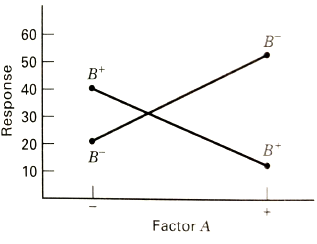 Response
60
50
40
30
20
10
B⁺
B⁻
B⁻
B⁺
−
+
Factor A